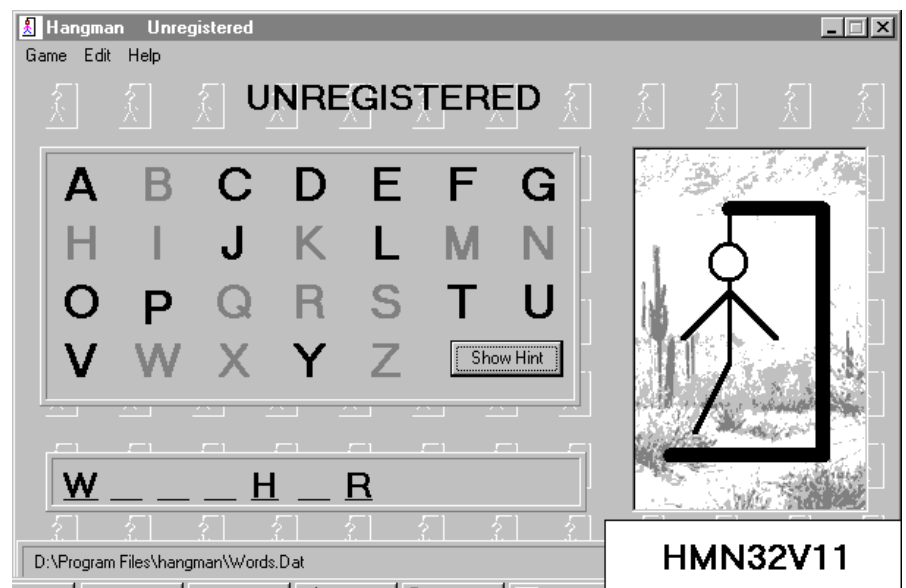 Hangman Unregistered
Game Edit Help
UNREGISTERED
A B C D E F G
H I J K L M N
O P Q R S T U
V W X Y Z Show Hint
W _ _ _ H _ R
D:\Program Files\hangman\Words.Dat
HMN32V11